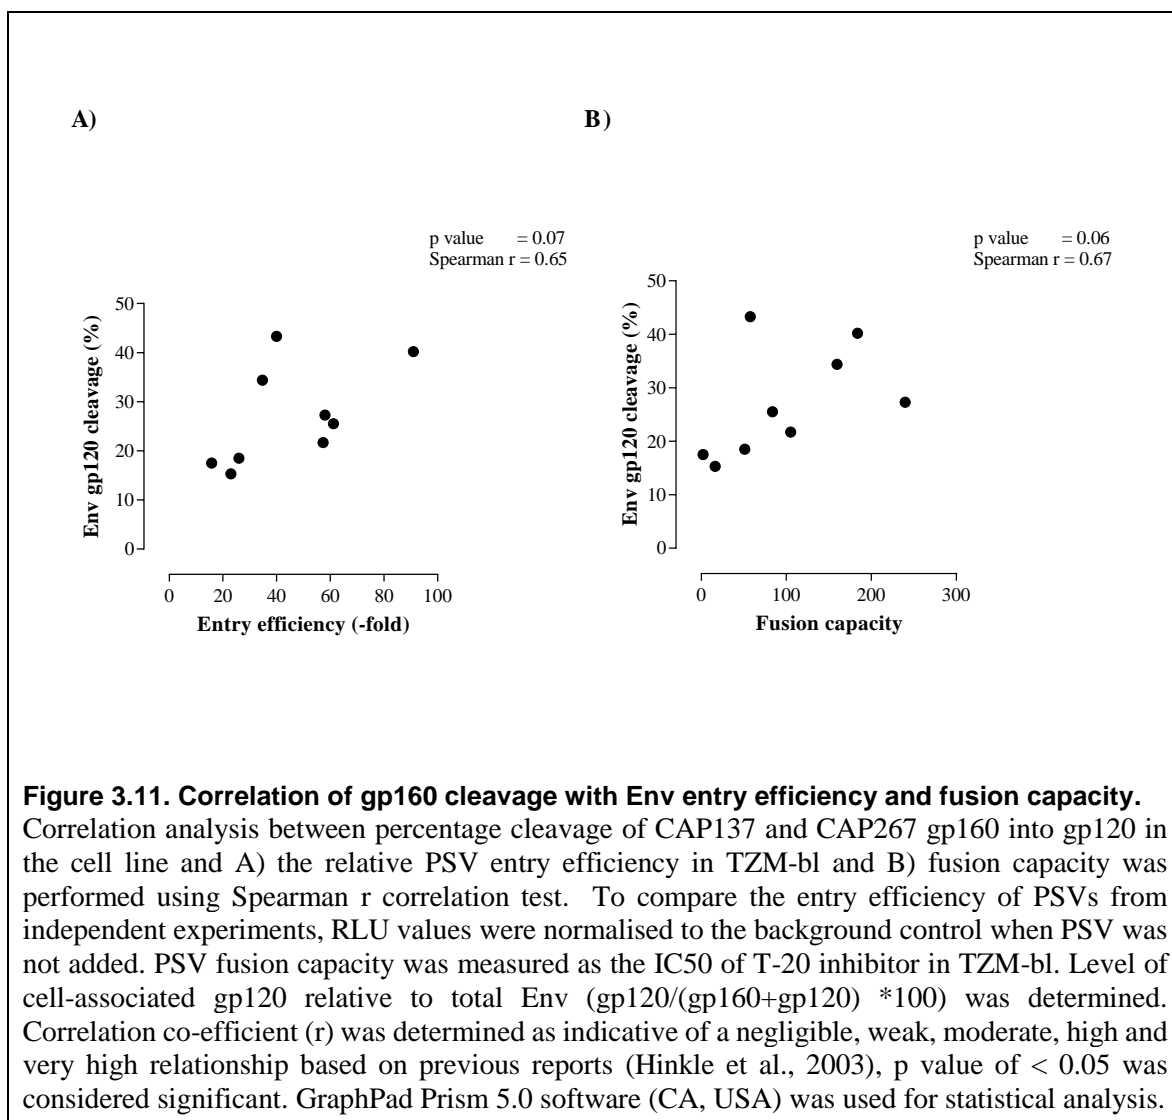 A)
B)
p value = 0.07
Spearman r = 0.65
p value = 0.06
Spearman r = 0.67
Env gp120 cleavage (%)
50
40
30
20
10
0
0 20 40 60 80 100
Entry efficiency (-fold)
Env gp120 cleavage (%)
50
40
30
20
10
0
0 100 200 300
Fusion capacity
Figure 3.11. Correlation of gp160 cleavage with Env entry efficiency and fusion capacity.
Correlation analysis between percentage cleavage of CAP137 and CAP267 gp160 into gp120 in
the cell line and A) the relative PSV entry efficiency in TZM-bl and B) fusion capacity was
performed using Spearman r correlation test. To compare the entry efficiency of PSVs from
independent experiments, RLU values were normalised to the background control when PSV was
not added. PSV fusion capacity was measured as the IC50 of T-20 inhibitor in TZM-bl. Level of
cell-associated gp120 relative to total Env (gp120/(gp160+gp120) *100) was determined.
Correlation co-efficient (r) was determined as indicative of a negligible, weak, moderate, high and
very high relationship based on previous reports (Hinkle et al., 2003), p value of < 0.05 was
considered significant. GraphPad Prism 5.0 software (CA, USA) was used for statistical analysis.